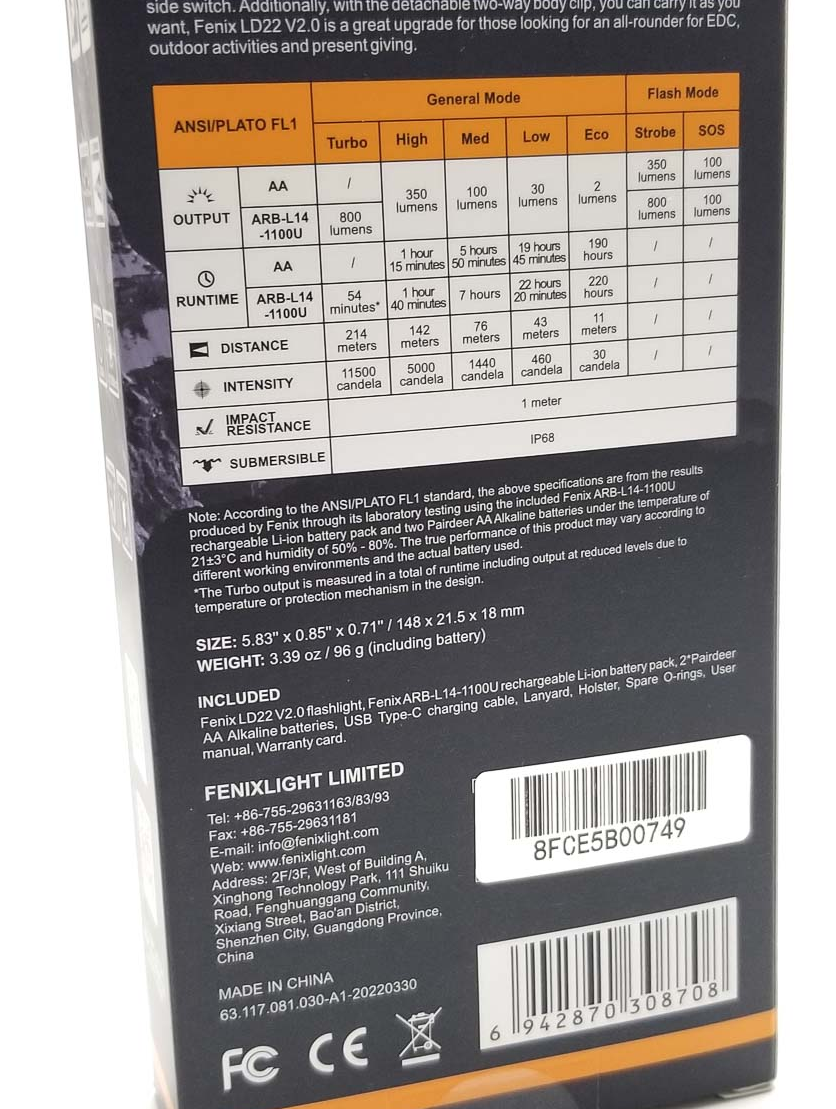 side switch. Additionally, with the detachable two-way body clip, you can carry it as you
want, Fenix LD22 V2.0 is a great upgrade for those looking for an all-rounder for EDC,
outdoor activities and present giving.
ANSI/PLATO FL1 General Mode Flash Mode
Turbo High Med Low Eco Strobe SOS
OUTPUT AA / 350 lumens 100 lumens 30 lumens 2 lumens 350 lumens 100 lumens
ARB-L14 -1100U 800 lumens 800 lumens 100 lumens
RUNTIME AA / 1 hour 15 minutes 5 hours 50 minutes 19 hours 45 minutes 190 hours / /
ARB-L14 -1100U 54 minutes* 1 hour 40 minutes 7 hours 22 hours 20 minutes 220 hours / /
DISTANCE 214 meters 142 meters 76 meters 43 meters 11 meters / /
INTENSITY 11500 candela 5000 candela 1440 candela 460 candela 30 candela / /
IMPACT RESISTANCE 1 meter
SUBMERSIBLE IP68
Note: According to the ANSI/PLATO FL1 standard, the above specifications are from the results
produced by Fenix through its laboratory testing using the included Fenix ARB-L14-1100U
rechargeable Li-ion battery pack and two Pairdeer AA Alkaline batteries under the temperature of
21±3°C and humidity of 50% - 80%. The true performance of this product may vary according to
different working environments and the actual battery used.
*The Turbo output is measured in a total of runtime including output at reduced levels due to
temperature or protection mechanism in the design.
SIZE: 5.83" x 0.85" x 0.71" / 148 x 21.5 x 18 mm
WEIGHT: 3.39 oz / 96 g (including battery)
INCLUDED
Fenix LD22 V2.0 flashlight, Fenix ARB-L14-1100U rechargeable Li-ion battery pack, 2*Pairdeer
AA Alkaline batteries, USB Type-C charging cable, Lanyard, Holster, Spare O-rings, User
manual, Warranty card.
FENIXLIGHT LIMITED
Tel: +86-755-29631163/83/93
Fax: +86-755-29631181
E-mail: info@fenixlight.com
Web: www.fenixlight.com
Address: 2F/3F, West of Building A,
Xinghong Technology Park, 111 Shuiku
Road, Fenghuanggang Community,
Xixiang Street, Bao'an District,
Shenzhen City, Guangdong Province,
China
MADE IN CHINA
63.117.081.030-A1-20220330
FC CE
8FCE5B00749
6 942870 308708